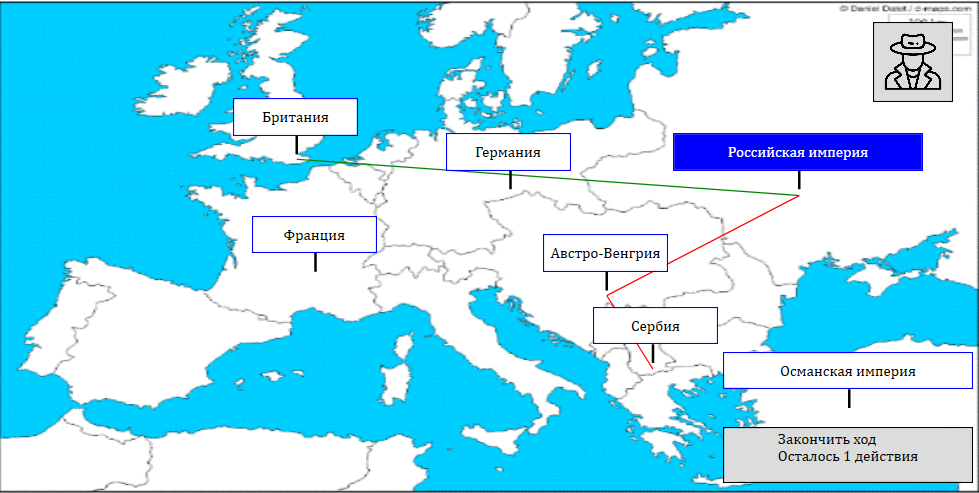 © Daniel Dalet / d-maps.com
Британия
Германия
Российская империя
Франция
Австро-Венгрия
Сербия
Османская империя
Закончить ход
Осталось 1 действия